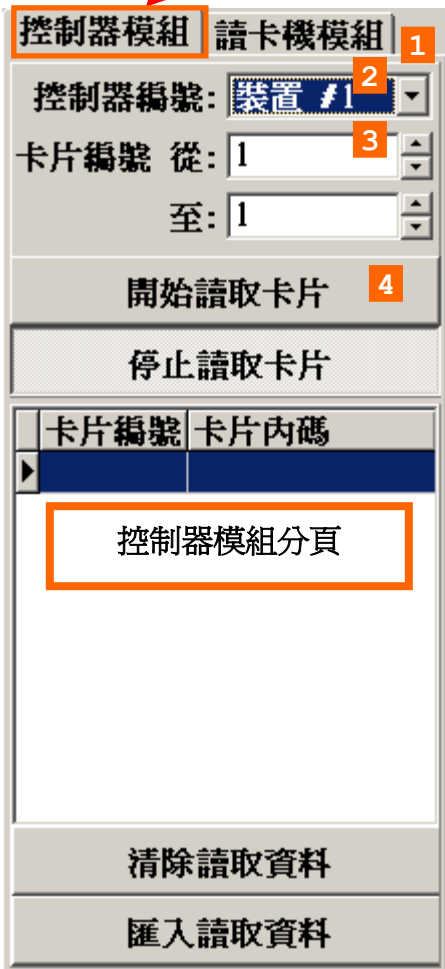 控制器模組 讀卡機模組 1
控制器編號: 裝置 #1 2
卡片編號 從: 1 3
至: 1
開始讀取卡片 4
停止讀取卡片
卡片編號 卡片內碼
控制器模組分頁
清除讀取資料
匯入讀取資料